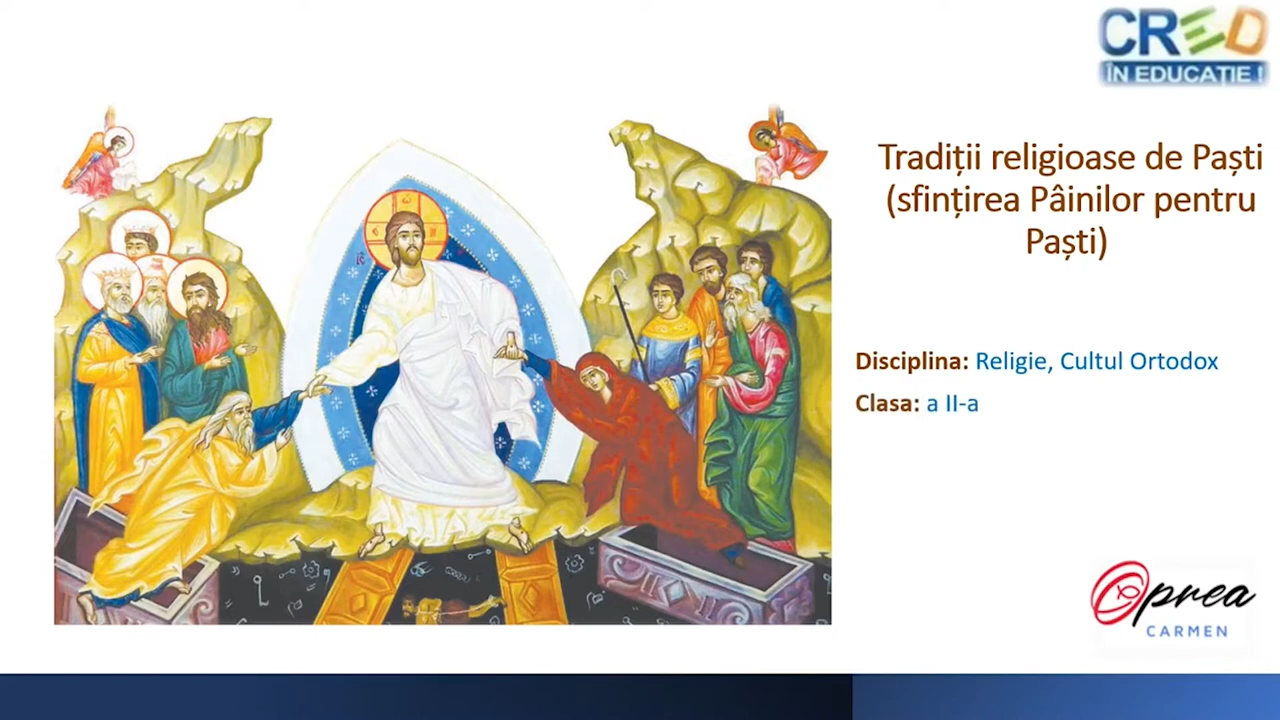 CRED
ÎN EDUCAȚIE !
Tradiții religioase de Paști
(sfințirea Pâinilor pentru
Paști)
Disciplina: Religie, Cultul Ortodox
Clasa: a II-a
Oprea
CARMEN